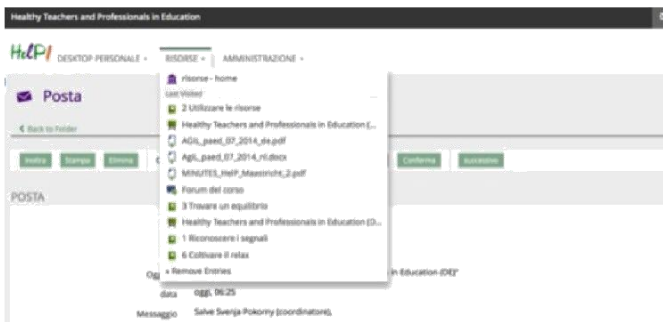 Healthy Teachers and Professionals in Education
HelP!
DESKTOP PERSONALE
RISORSE
AMMINISTRAZIONE
risorse - home
Last Visited
Posta
2 Utilizzare le risorse
Healthy Teachers and Professionals in Education (...
Back to Folder
AGIL_paed_07_2014_de.pdf
AgIL_paed_07_2014_nl.docx
Inoltra
Stampa
Elimina
Conferma
successivo
MINUTES_HelP_Maastricht_2.pdf
Forum del corso
POSTA
3 Trovare un equilibrio
Healthy Teachers and Professionals in Education (D...
1 Riconoscere i segnali
6 Coltivare il relax
» Remove Entries
Ogg
in Education (DE)"
data oggi, 06:25
Messaggio Salve Svenja Pokorny (coordinatore),